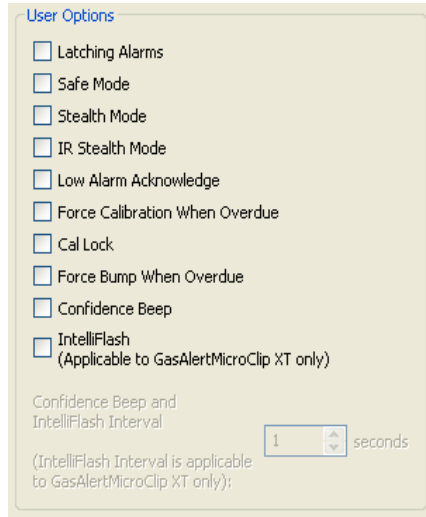 User Options
Latching Alarms
Safe Mode
Stealth Mode
IR Stealth Mode
Low Alarm Acknowledge
Force Calibration When Overdue
Cal Lock
Force Bump When Overdue
Confidence Beep
IntelliFlash
(Applicable to GasAlertMicroClip XT only)
Confidence Beep and
IntelliFlash Interval
1 seconds
(IntelliFlash Interval is applicable
to GasAlertMicroClip XT only):